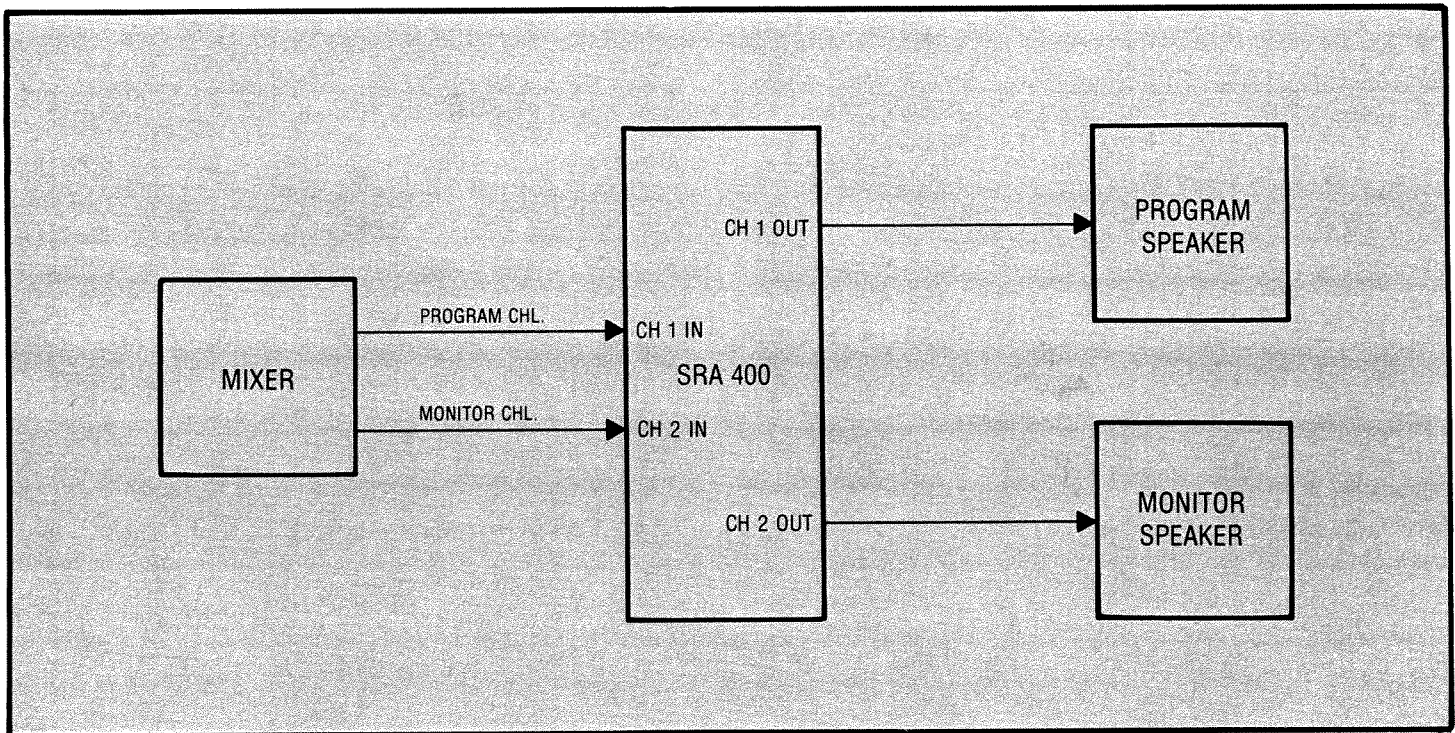 MIXER
PROGRAM CHL.
MONITOR CHL.
CH 1 IN
SRA 400
CH 2 IN
CH 1 OUT
CH 2 OUT
PROGRAM
SPEAKER
MONITOR
SPEAKER